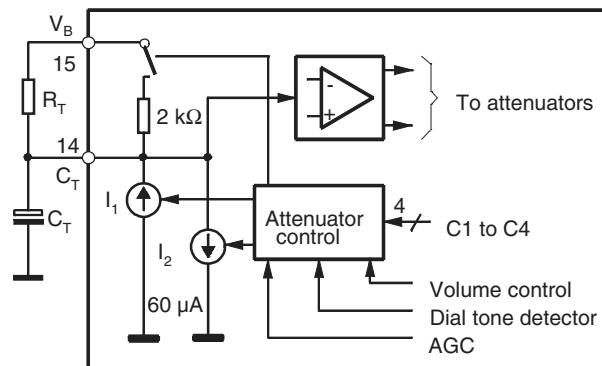 V_B
15
R_T
2 kΩ
-
+
To attenuators
14
C_T
C_T
I_1
I_2
60 μA
Attenuator
control
4
C1 to C4
Volume control
Dial tone detector
AGC